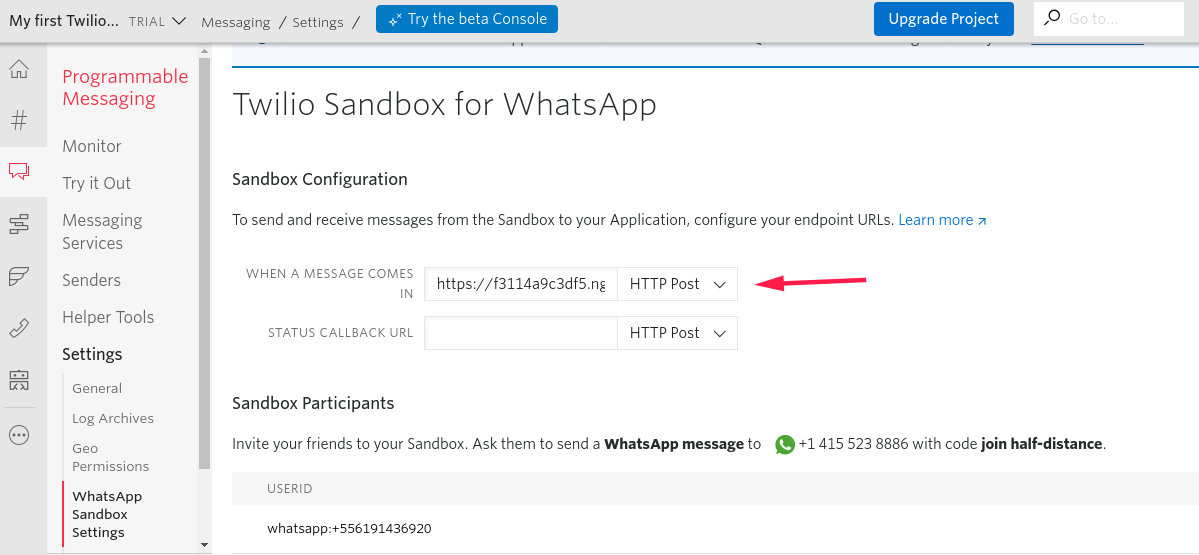 My first Twilio... TRIAL Messaging / Settings / Try the beta Console Upgrade Project Go to...
Programmable
Messaging
Monitor
Try it Out
Messaging
Services
Senders
Helper Tools
Settings
General
Log Archives
Geo
Permissions
WhatsApp
Sandbox
Settings
Twilio Sandbox for WhatsApp
Sandbox Configuration
To send and receive messages from the Sandbox to your Application, configure your endpoint URLs. Learn more
WHEN A MESSAGE COMES
IN https://f3114a9c3df5.ng HTTP Post
STATUS CALLBACK URL HTTP Post
Sandbox Participants
Invite your friends to your Sandbox. Ask them to send a WhatsApp message to +1 415 523 8886 with code join half-distance.
USERID
whatsapp:+556191436920